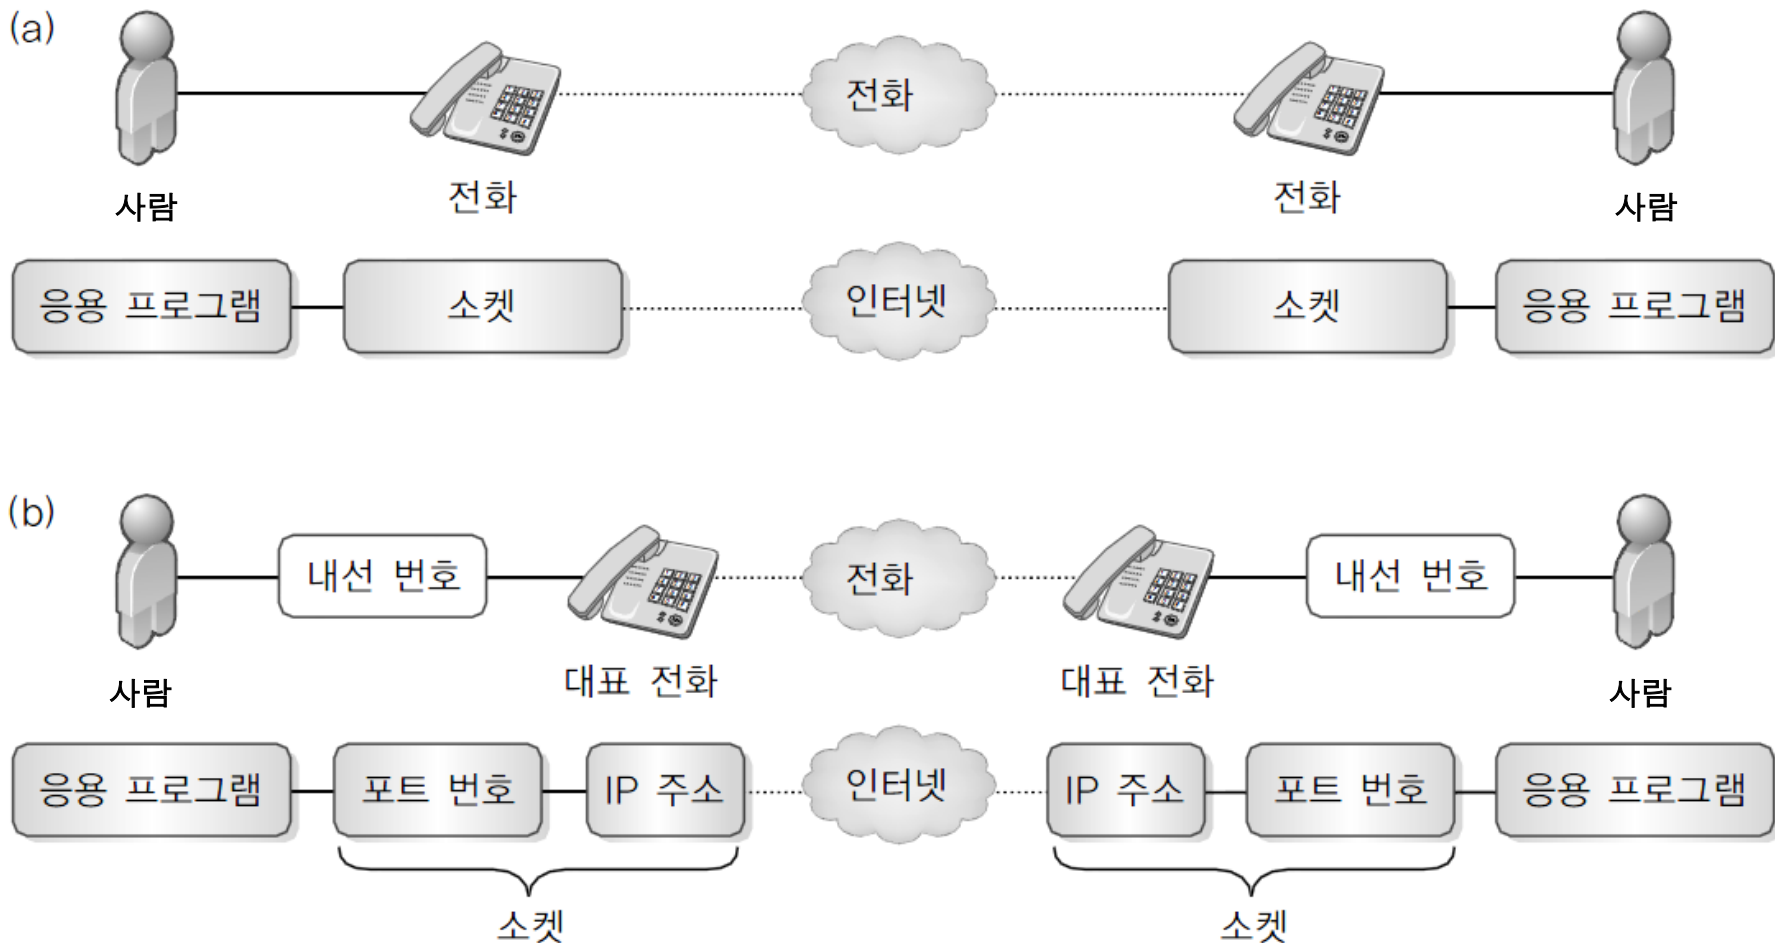 (a)
전화
사람 전화 전화 사람
응용 프로그램 소켓 인터넷 소켓 응용 프로그램
(b)
내선 번호 전화 내선 번호
사람 대표 전화 대표 전화 사람
응용 프로그램 포트 번호 IP 주소 인터넷 IP 주소 포트 번호 응용 프로그램
소켓 소켓